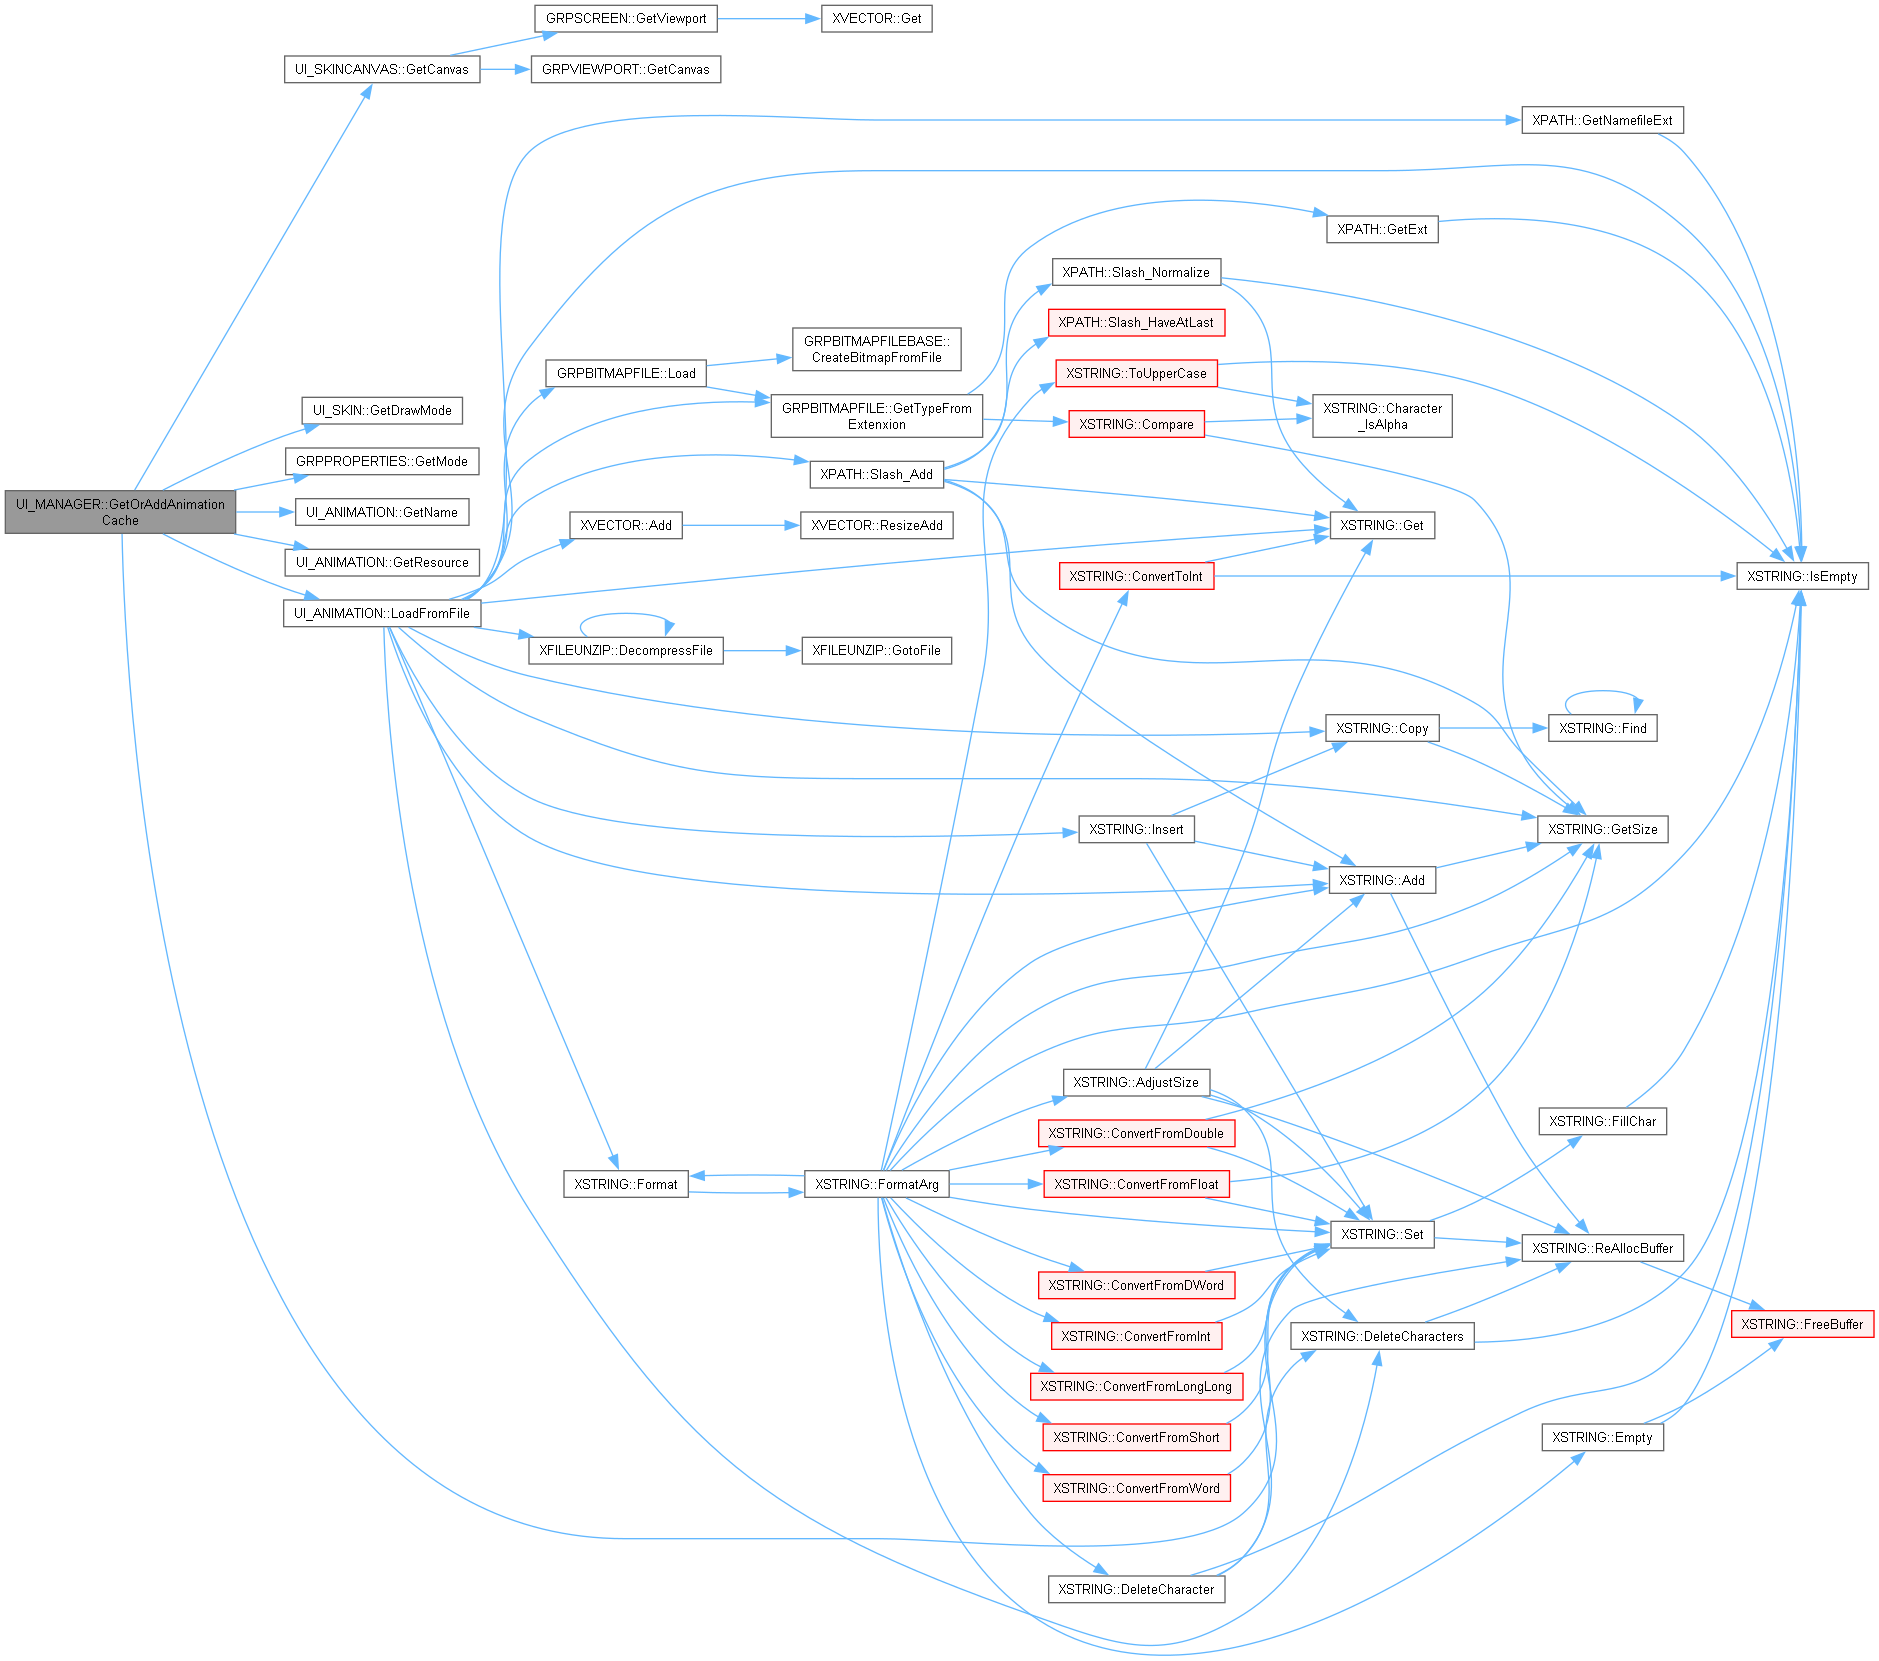 GRPSCREEN::GetViewport
XVECTOR::Get
UI_SKINCANVAS::GetCanvas
GRPVIEWPORT::GetCanvas
XPATH::GetNamefileExt
XPATH::GetExt
XPATH::Slash_Normalize
XPATH::Slash_HaveAtLast
GRPBITMAPFILEBASE::
CreateBitmapFromFile
GRPBITMAPFILE::Load
XSTRING::ToUpperCase
UI_SKIN::GetDrawMode
GRPBITMAPFILE::GetTypeFrom
Extenxion
XSTRING::Compare
XSTRING::Character
_IsAlpha
GRPPROPERTIES::GetMode
XPATH::Slash_Add
UI_MANAGER::GetOrAddAnimation
Cache
UI_ANIMATION::GetName
XVECTOR::Add
XVECTOR::ResizeAdd
XSTRING::Get
UI_ANIMATION::GetResource
XSTRING::ConvertToInt
XSTRING::IsEmpty
UI_ANIMATION::LoadFromFile
XFILEUNZIP::DecompressFile
XFILEUNZIP::GotoFile
XSTRING::Copy
XSTRING::Find
XSTRING::Insert
XSTRING::GetSize
XSTRING::Add
XSTRING::AdjustSize
XSTRING::FillChar
XSTRING::ConvertFromDouble
XSTRING::Format
XSTRING::FormatArg
XSTRING::ConvertFromFloat
XSTRING::Set
XSTRING::ReAllocBuffer
XSTRING::ConvertFromDWord
XSTRING::FreeBuffer
XSTRING::ConvertFromInt
XSTRING::DeleteCharacters
XSTRING::ConvertFromLongLong
XSTRING::ConvertFromShort
XSTRING::Empty
XSTRING::ConvertFromWord
XSTRING::DeleteCharacter